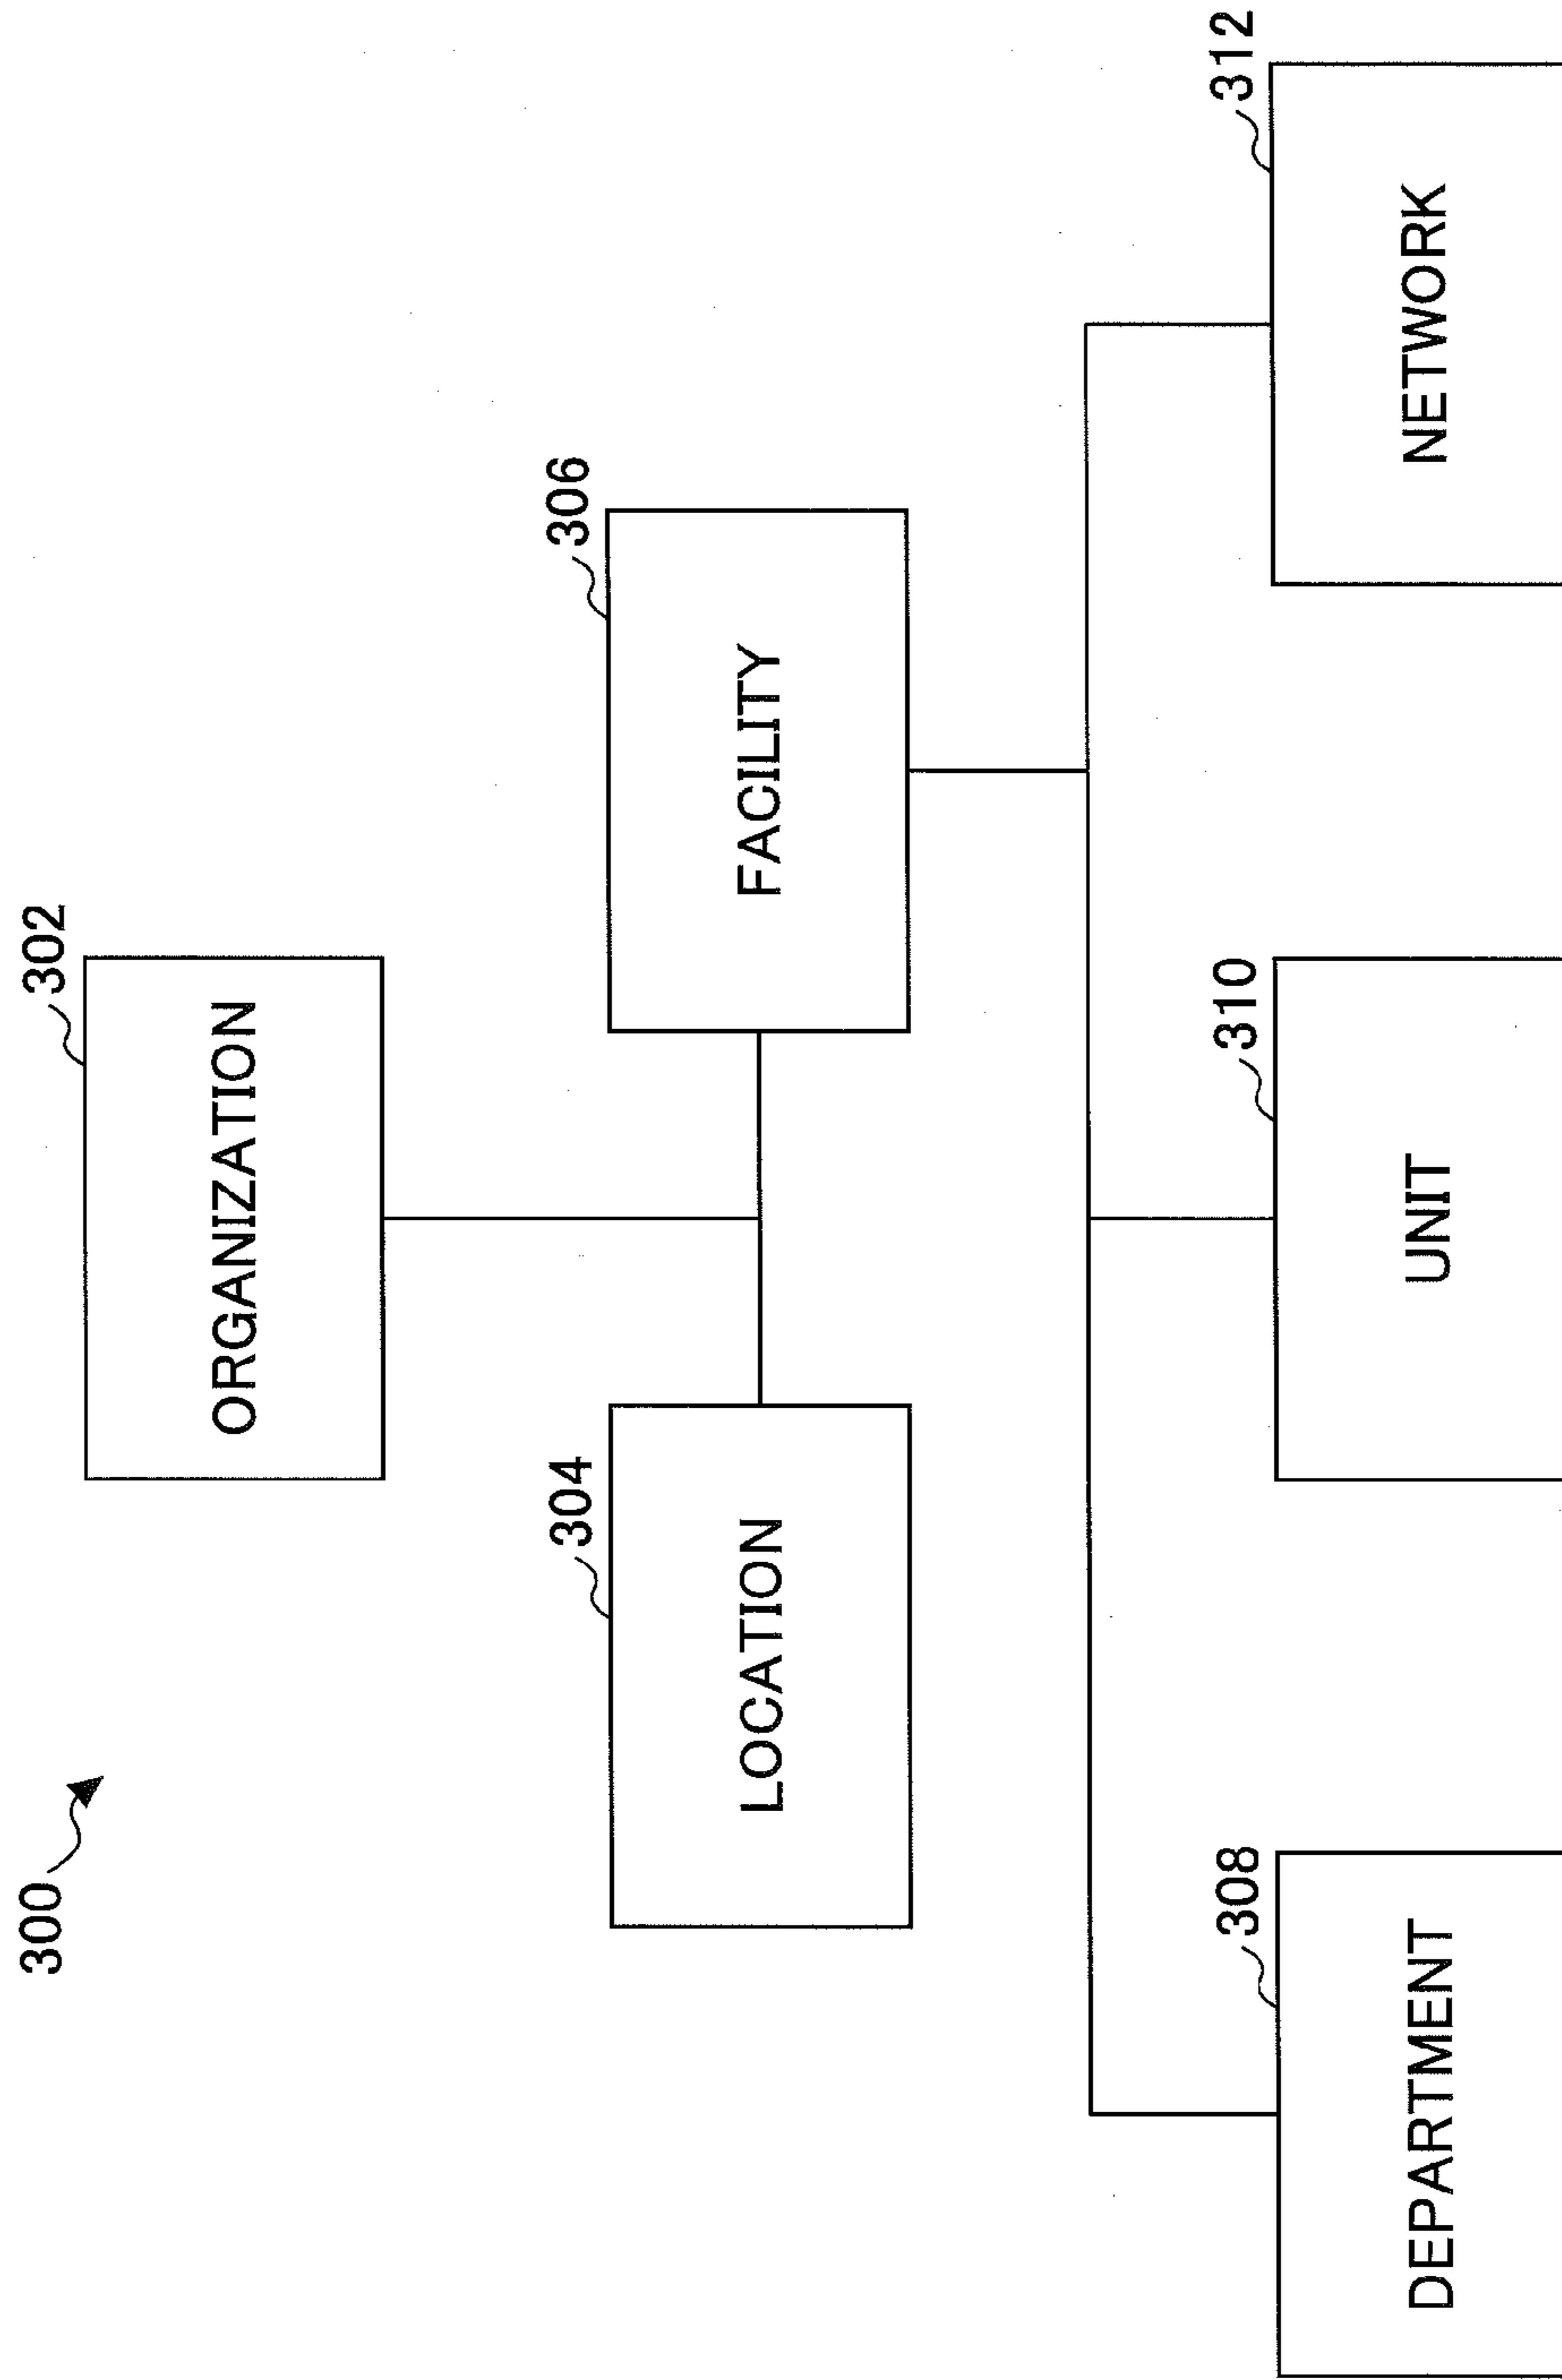 300
302
ORGANIZATION
304
LOCATION
306
FACILITY
308
DEPARTMENT
310
UNIT
312
NETWORK